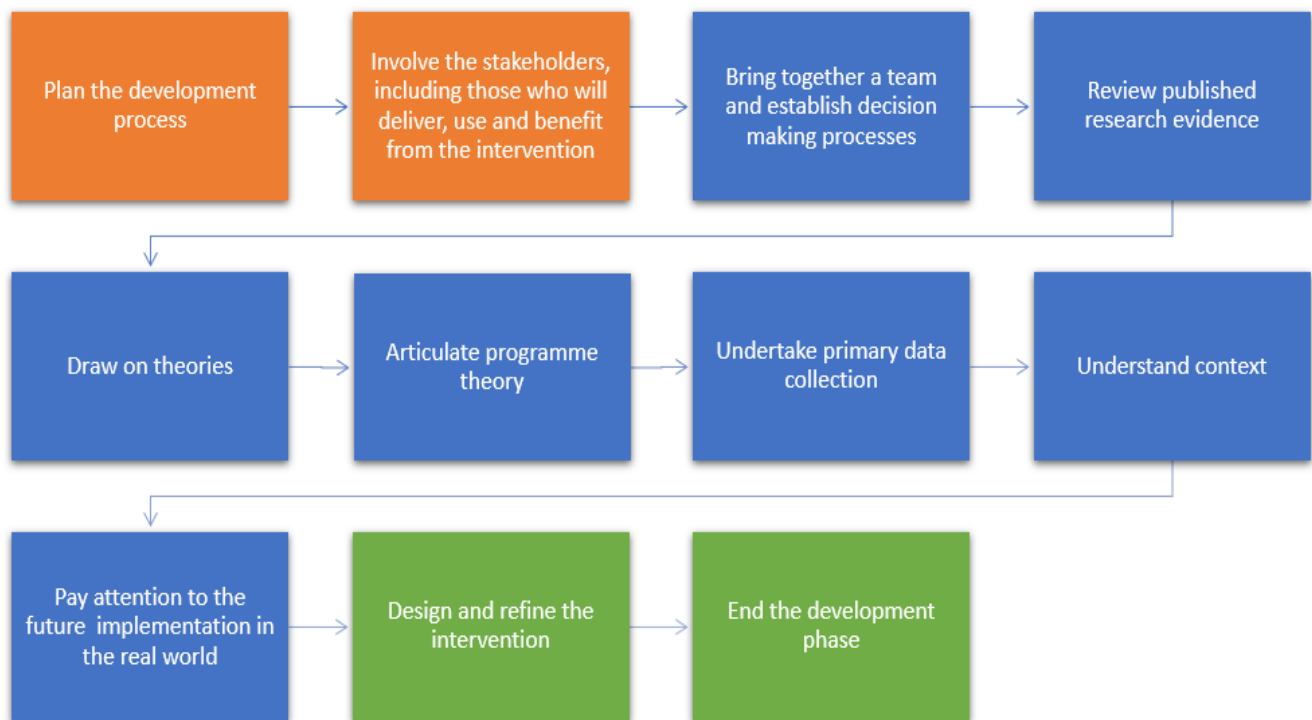 Plan the development
process
Involve the stakeholders,
including those who will
deliver, use and benefit
from the intervention
Bring together a team
and establish decision
making processes
Review published
research evidence
Draw on theories
Articulate programme
theory
Undertake primary data
collection
Understand context
Pay attention to the
future implementation in
the real world
Design and refine the
intervention
End the development
phase